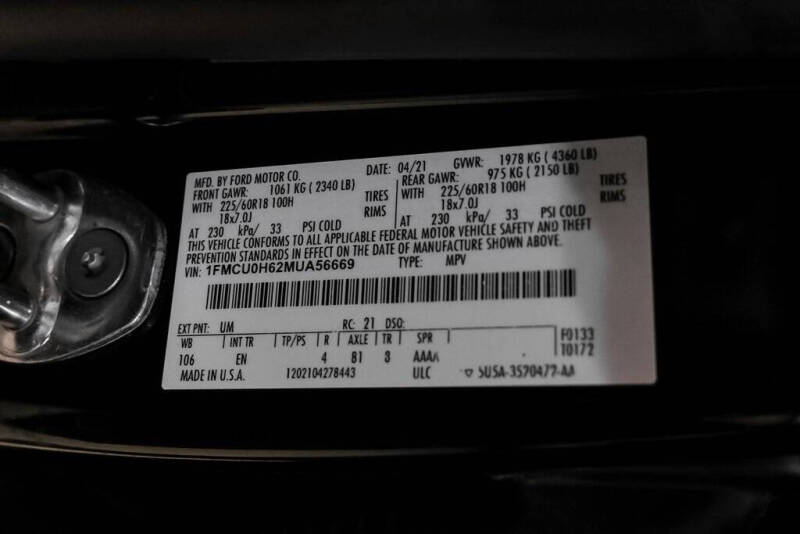 MFD. BY FORD MOTOR CO. DATE: 04/21 GVWR: 1978 KG ( 4360 LB)
FRONT GAWR: 1061 KG ( 2340 LB) REAR GAWR: 975 KG ( 2150 LB)
WITH 225/60R18 100H TIRES WITH 225/60R18 100H TIRES
18x7.0J RIMS 18x7.0J RIMS
AT 230 kPa/ 33 PSI COLD AT 230 kPa/ 33 PSI COLD
THIS VEHICLE CONFORMS TO ALL APPLICABLE FEDERAL MOTOR VEHICLE SAFETY AND THEFT
PREVENTION STANDARDS IN EFFECT ON THE DATE OF MANUFACTURE SHOWN ABOVE.
VIN: 1FMCU0H62MUA56669 TYPE: MPV
EXT PNT: UM RC: 21 DSO: F0133
WB INT TR TP/PS R AXLE TR SPR T0172
106 EN 4 81 8 AAAA
MADE IN U.S.A. 1202104278443 ULC